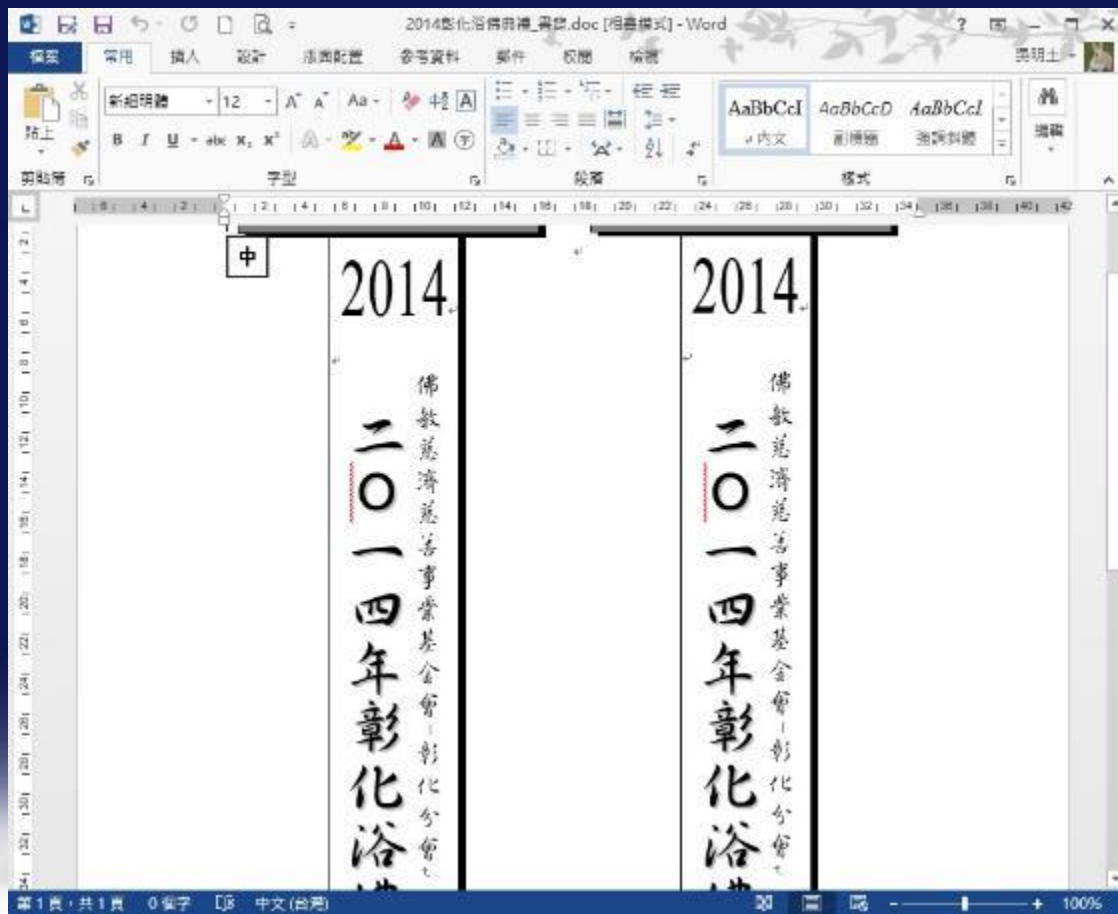 2014彰化浴佛典禮_書旗.doc [相容模式] - Word
?
檔案 常用 插入 設計 版面配置 參考資料 郵件 校閱 檢視
貼上
新細明體 12
A A Aa A
B I U abc x₂ x² A A A
AaBbCcI AaBbCcD AaBbCcI
內文 副標題 強調斜體
編輯
剪貼簿 字型 段落 樣式
中
2014
佛教慈濟慈善事業基金會－彰化分會
二〇一四年彰化浴
2014
佛教慈濟慈善事業基金會－彰化分會
二〇一四年彰化浴
第 1 頁，共 1 頁 0 個字 中文 (台灣) 100%